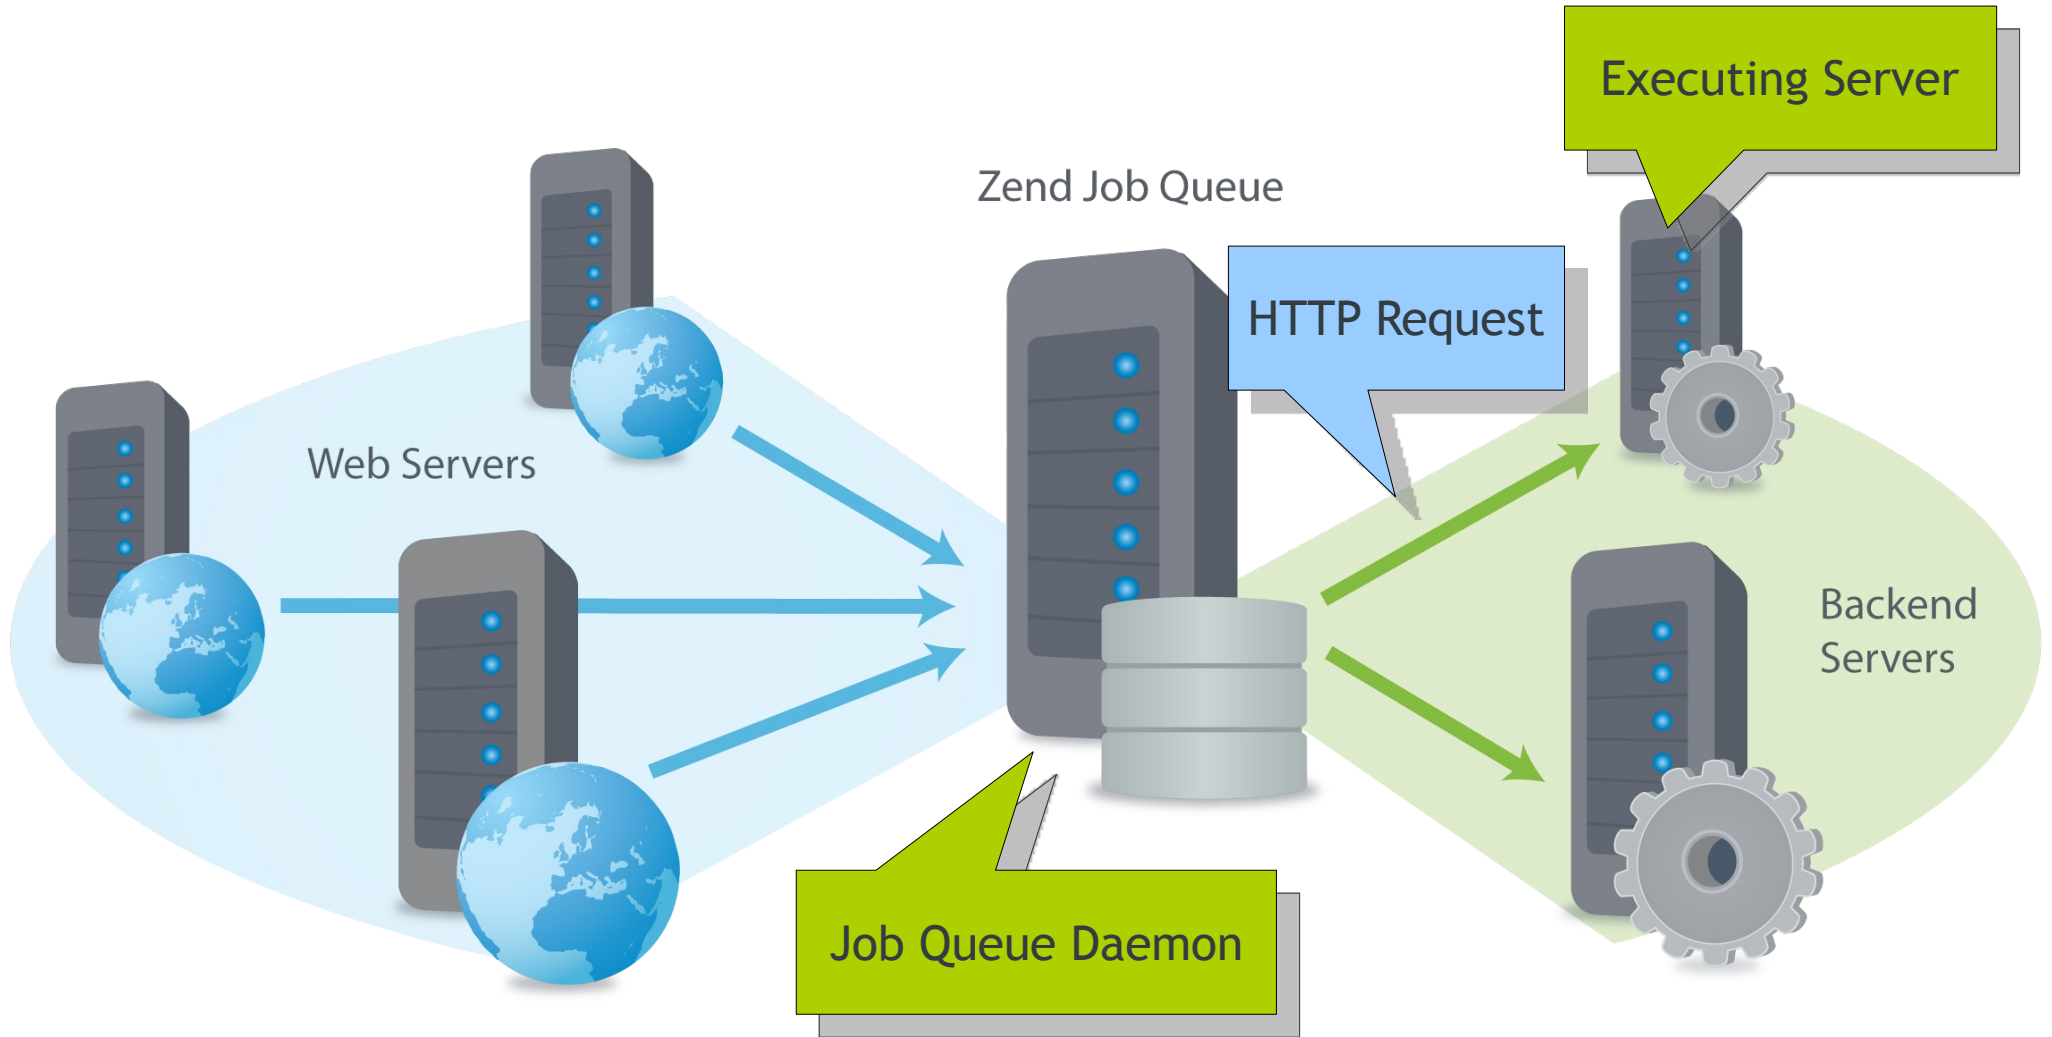 Executing Server
Zend Job Queue
HTTP Request
Web Servers
Backend
Servers
Job Queue Daemon